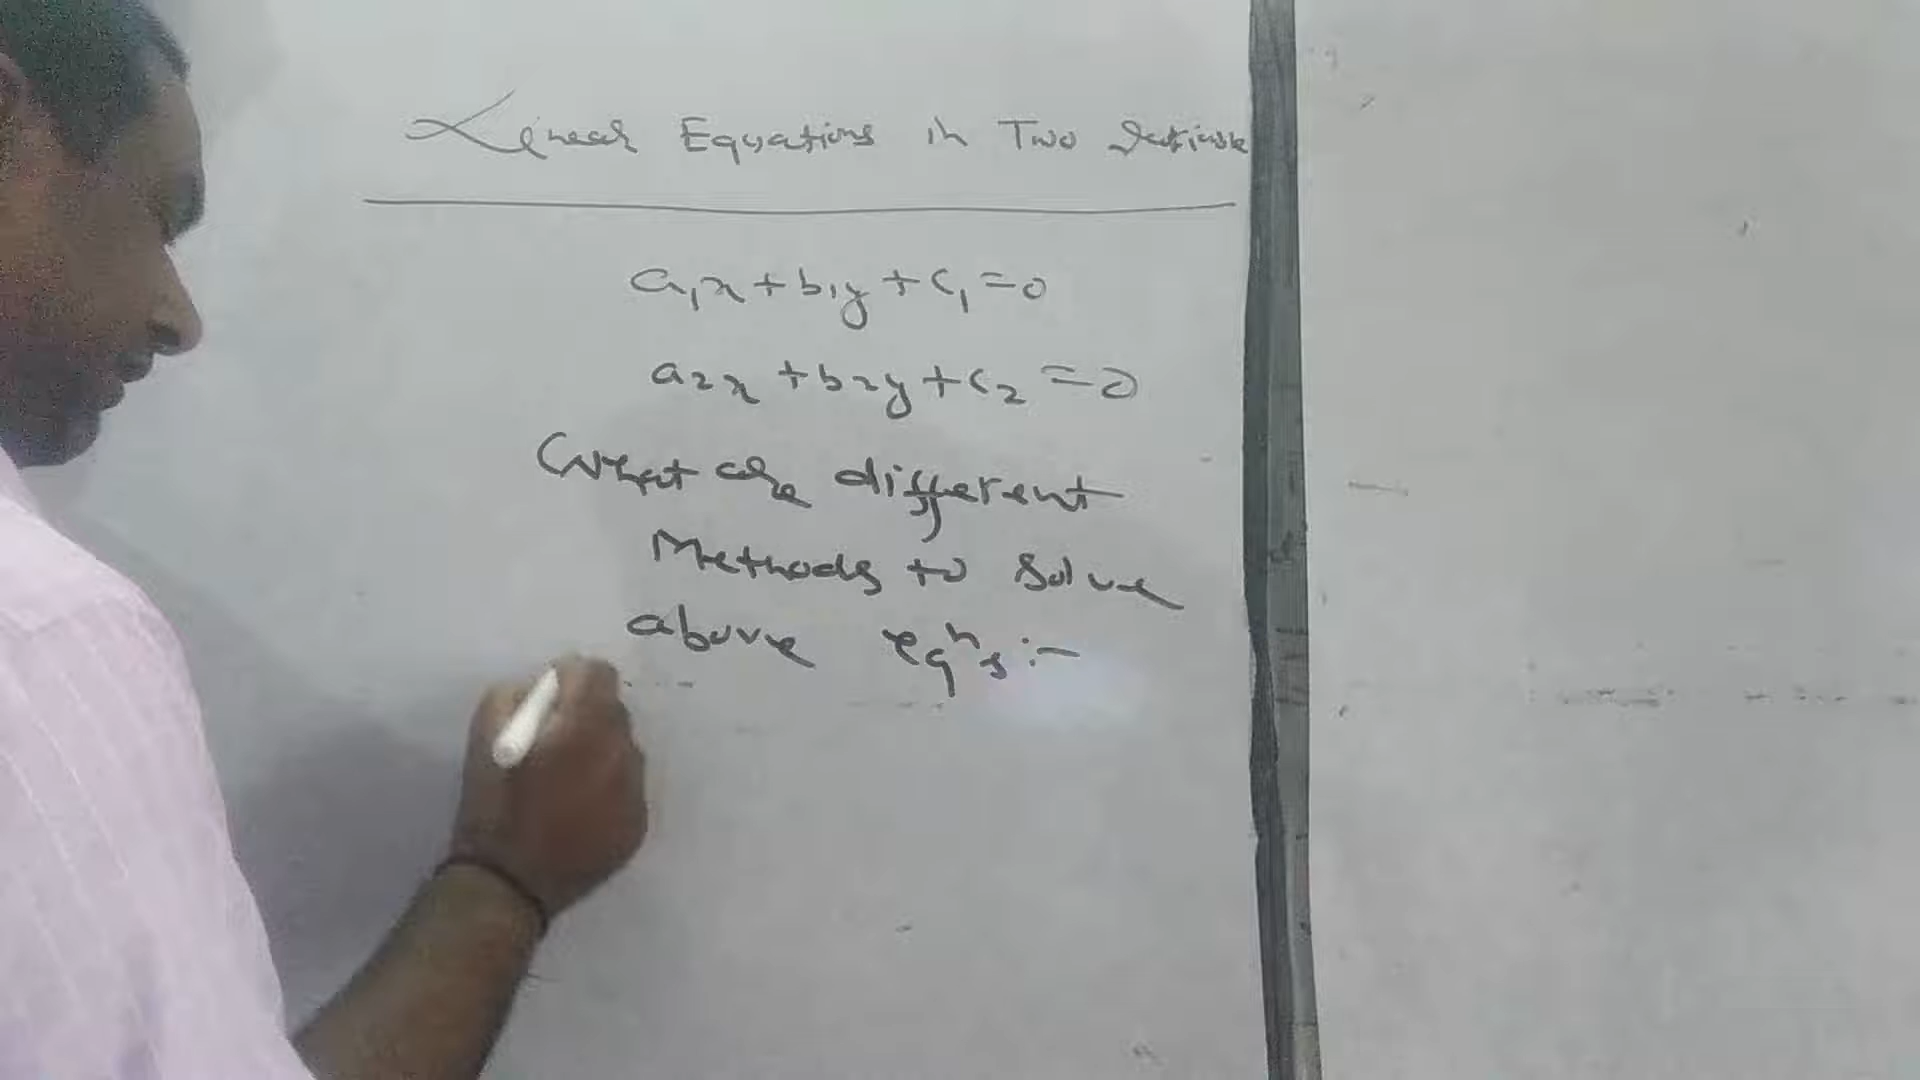 Linear Equations in Two Variable
a₁x + b₁y + c₁ = 0
a₂x + b₂y + c₂ = 0
What are different
Methods to solve
above eqⁿs :-